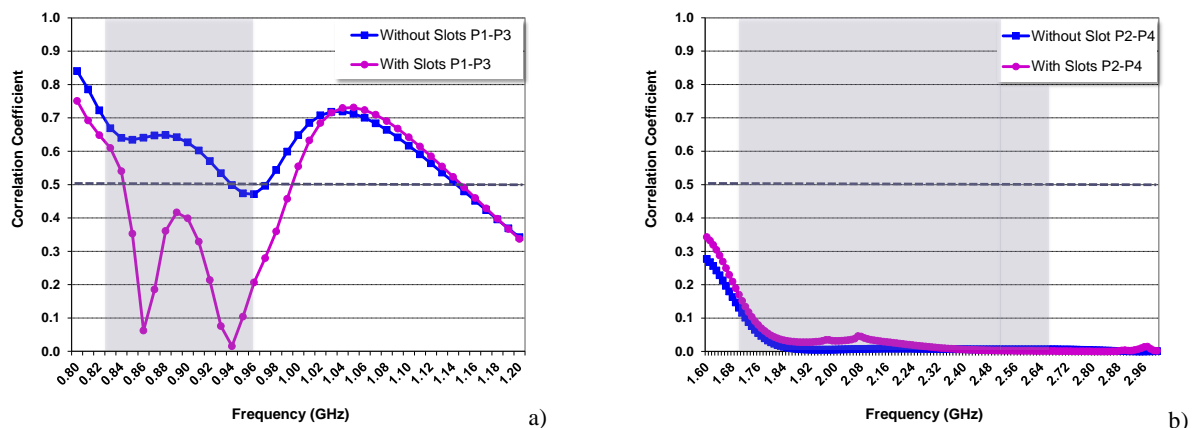 1.0
0.9
0.8
0.7
0.6
0.5
0.4
0.3
0.2
0.1
0.0
Correlation Coefficient
Without Slots P1-P3
With Slots P1-P3
0.80 0.82 0.84 0.86 0.88 0.90 0.92 0.94 0.96 0.98 1.00 1.02 1.04 1.06 1.08 1.10 1.12 1.14 1.16 1.18 1.20
Frequency (GHz)
a)
1.0
0.9
0.8
0.7
0.6
0.5
0.4
0.3
0.2
0.1
0.0
Correlation Coefficient
Without Slot P2-P4
With Slots P2-P4
1.60 1.68 1.76 1.84 1.92 2.00 2.08 2.16 2.24 2.32 2.40 2.48 2.56 2.64 2.72 2.80 2.88 2.96
Frequency (GHz)
b)